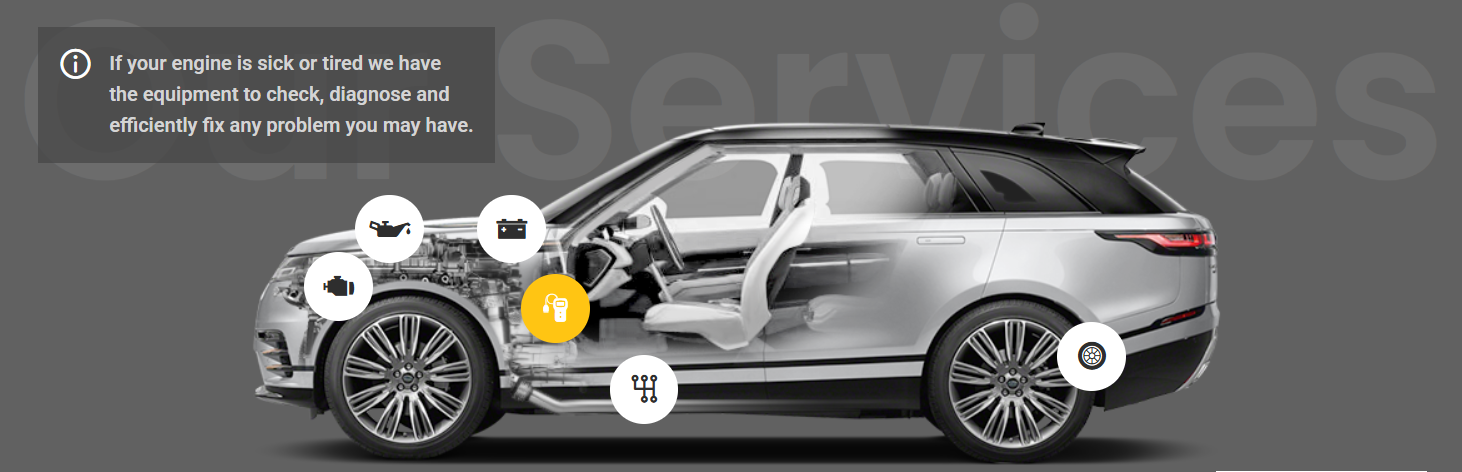 Our Services
If your engine is sick or tired we have
the equipment to check, diagnose and
efficiently fix any problem you may have.